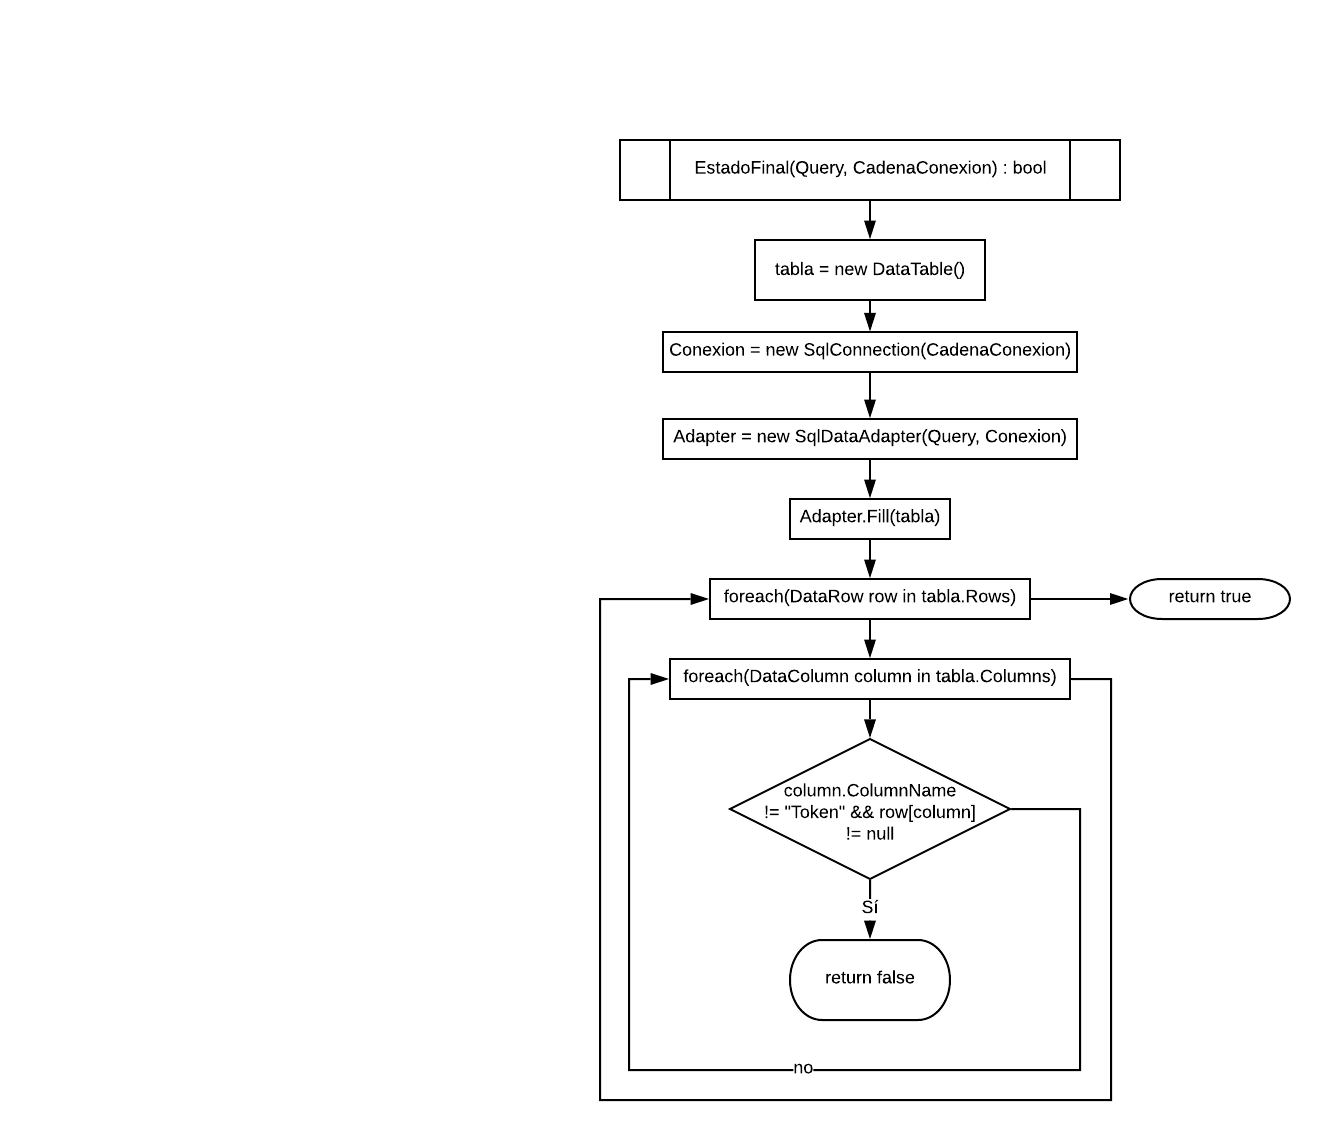 EstadoFinal(Query, CadenaConexion) : bool
tabla = new DataTable()
Conexion = new SqlConnection(CadenaConexion)
Adapter = new SqlDataAdapter(Query, Conexion)
Adapter.Fill(tabla)
foreach(DataRow row in tabla.Rows)
return true
foreach(DataColumn column in tabla.Columns)
column.ColumnName
!= "Token" && row[column]
!= null
Sí
return false
no